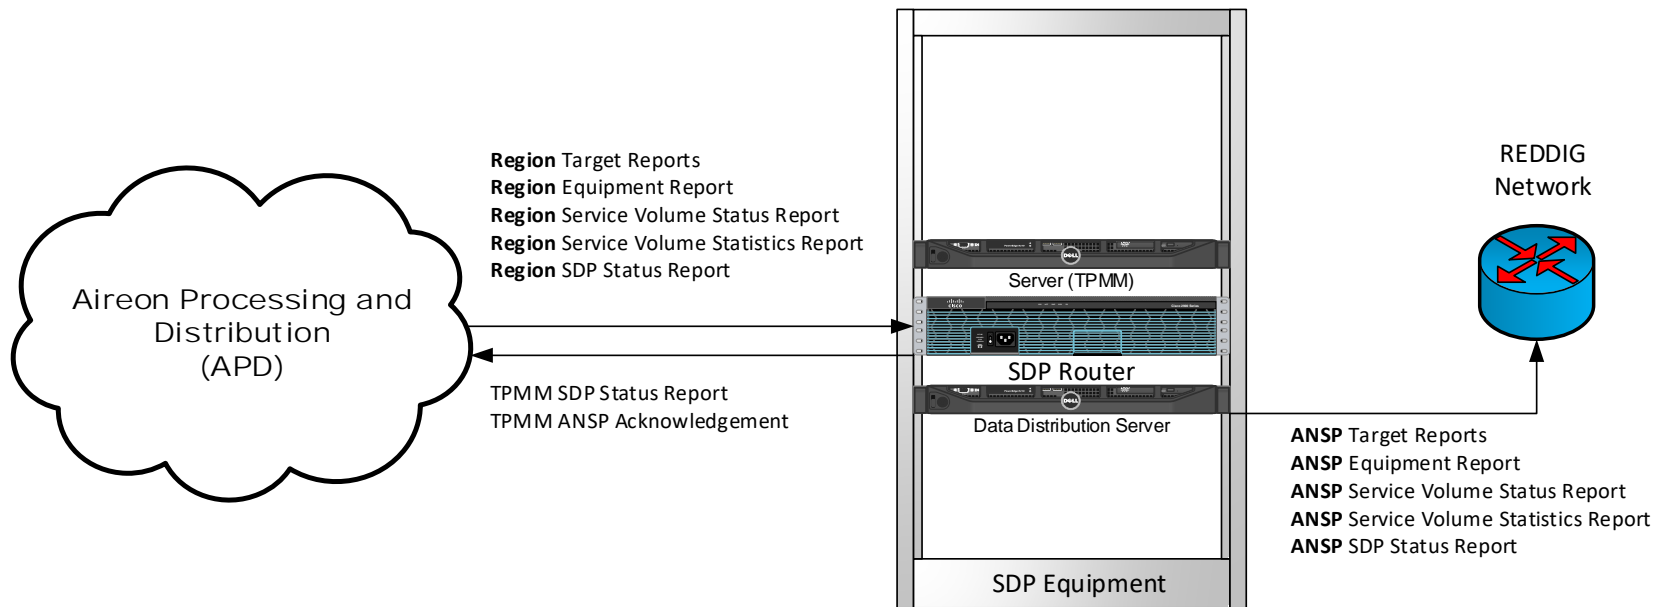 Region Target Reports
Region Equipment Report
Region Service Volume Status Report
Region Service Volume Statistics Report
Region SDP Status Report
Aireon Processing and
Distribution
(APD)
TPMM SDP Status Report
TPMM ANSP Acknowledgement
DELL
Server (TPMM)
cisco
SDP Router
DELL
Data Distribution Server
SDP Equipment
REDDIG
Network
ANSP Target Reports
ANSP Equipment Report
ANSP Service Volume Status Report
ANSP Service Volume Statistics Report
ANSP SDP Status Report